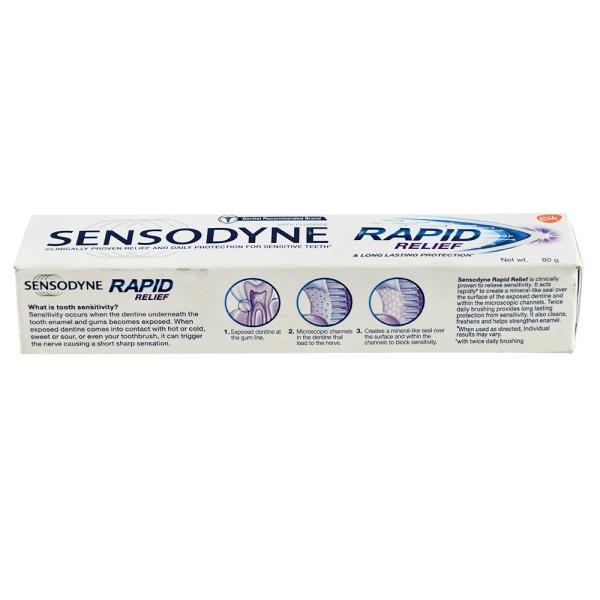 Dentist Recommended Brand
WITH FLUORIDE
SENSODYNE
CLINICALLY PROVEN RELIEF AND DAILY PROTECTION FOR SENSITIVE TEETH*
RAPID
RELIEF
& LONG LASTING PROTECTION*
gsk
Net wt. 80 g
SENSODYNE
RAPID
RELIEF
What is tooth sensitivity?
Sensitivity occurs when the dentine underneath the
tooth enamel and gums becomes exposed. When
exposed dentine comes into contact with hot or cold,
sweet or sour, or even your toothbrush, it can trigger
the nerve causing a short sharp sensation.
1. Exposed dentine at
the gum line.
2. Microscopic channels
in the dentine that
lead to the nerve.
3. Creates a mineral-like seal over
the surface and within the
channels to block sensitivity.
Sensodyne Rapid Relief is clinically
proven to relieve sensitivity. It acts
rapidly# to create a mineral-like seal over
the surface of the exposed dentine and
within the microscopic channels. Twice
daily brushing provides long lasting
protection from sensitivity. It also cleans,
freshens and helps strengthen enamel.
#When used as directed, Individual
results may vary.
*with twice daily brushing